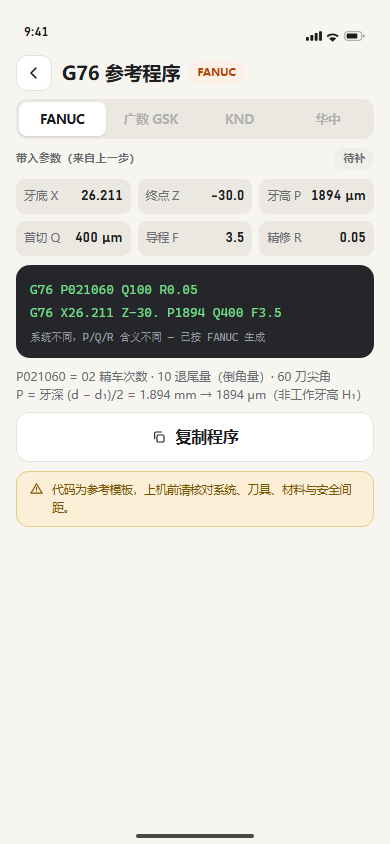 9:41
G76 参考程序 FANUC
FANUC 广数 GSK KND 华中
带入参数（来自上一步） 待补
牙底 X 26.211 终点 Z -30.0 牙高 P 1894 μm
首切 Q 400 μm 导程 F 3.5 精修 R 0.05
G76 P021060 Q100 R0.05
G76 X26.211 Z-30. P1894 Q400 F3.5
系统不同，P/Q/R 含义不同 — 已按 FANUC 生成
P021060 = 02 精车次数 · 10 退尾量（倒角量）· 60 刀尖角
P = 牙深 (d − d₁)/2 = 1.894 mm → 1894 μm（非工作牙高 H₁）
复制程序
代码为参考模板，上机前请核对系统、刀具、材料与安全间
距。